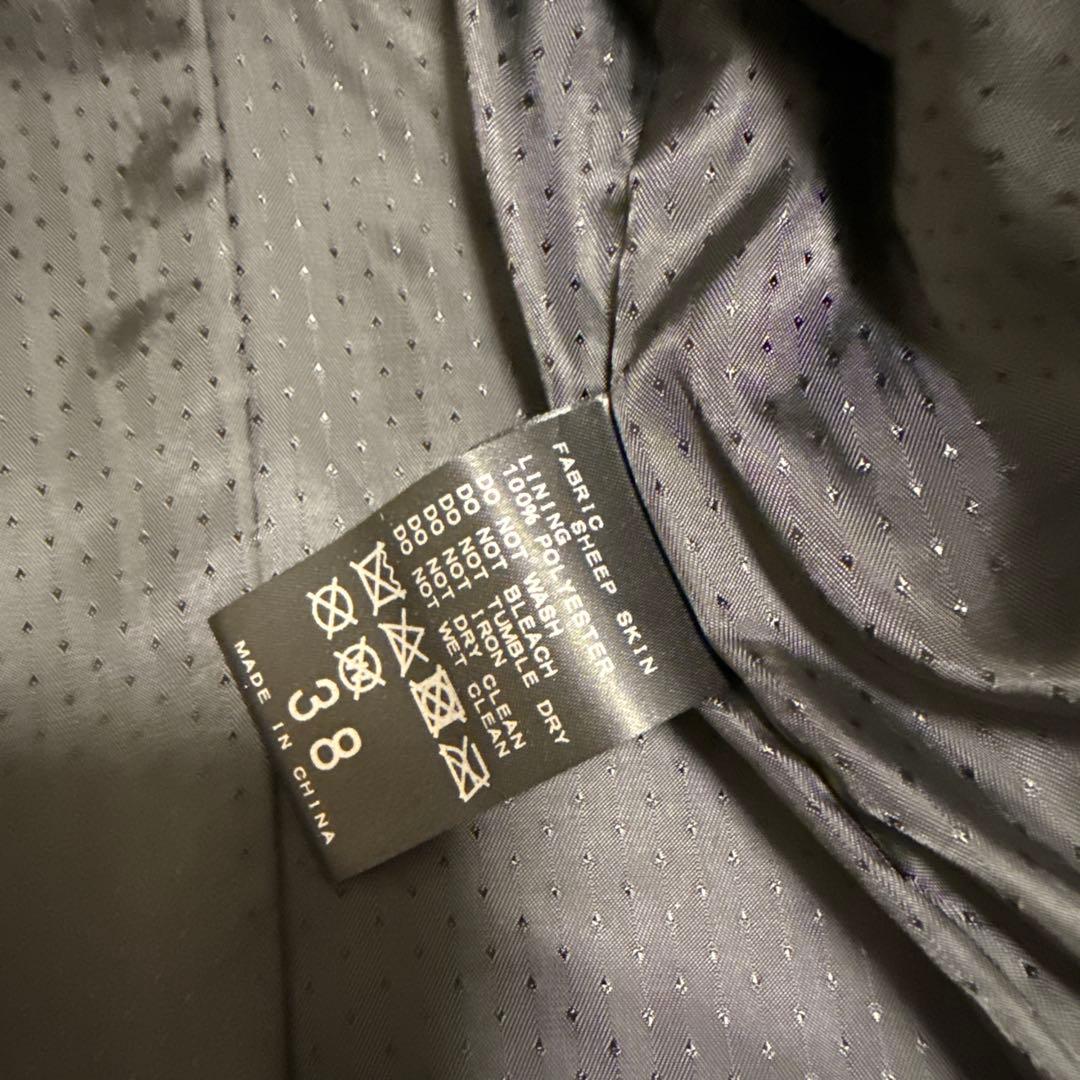 FABRIC SHEEP SKIN
LINING
100% POLYESTER
DO NOT WASH
DO NOT BLEACH
DO NOT TUMBLE DRY
DO NOT IRON
DO NOT DRY CLEAN
DO NOT WET CLEAN
38
MADE IN CHINA